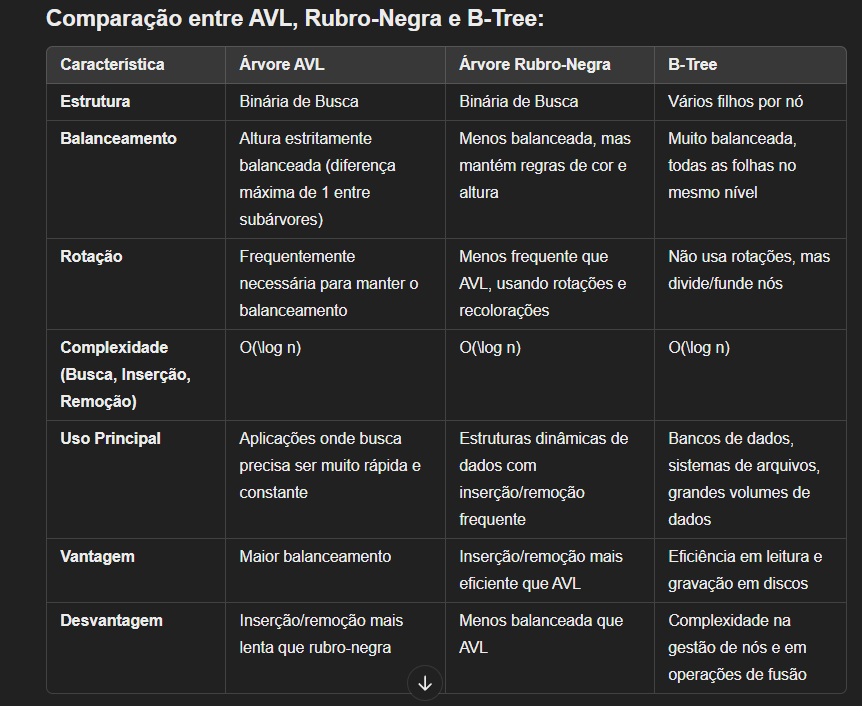 Comparação entre AVL, Rubro-Negra e B-Tree:
Característica Árvore AVL Árvore Rubro-Negra B-Tree
Estrutura Binária de Busca Binária de Busca Vários filhos por nó
Balanceamento Altura estritamente Menos balanceada, mas Muito balanceada,
balanceada (diferença mantém regras de cor e todas as folhas no
máxima de 1 entre altura mesmo nível
subárvores)
Rotação Frequentemente Menos frequente que Não usa rotações, mas
necessária para manter o AVL, usando rotações e divide/funde nós
balanceamento recolorações
Complexidade O(\log n) O(\log n) O(\log n)
(Busca, Inserção,
Remoção)
Uso Principal Aplicações onde busca Estruturas dinâmicas de Bancos de dados,
precisa ser muito rápida e dados com sistemas de arquivos,
constante inserção/remoção grandes volumes de
frequente dados
Vantagem Maior balanceamento Inserção/remoção mais Eficiência em leitura e
eficiente que AVL gravação em discos
Desvantagem Inserção/remoção mais Menos balanceada que Complexidade na
lenta que rubro-negra AVL gestão de nós e em
operações de fusão